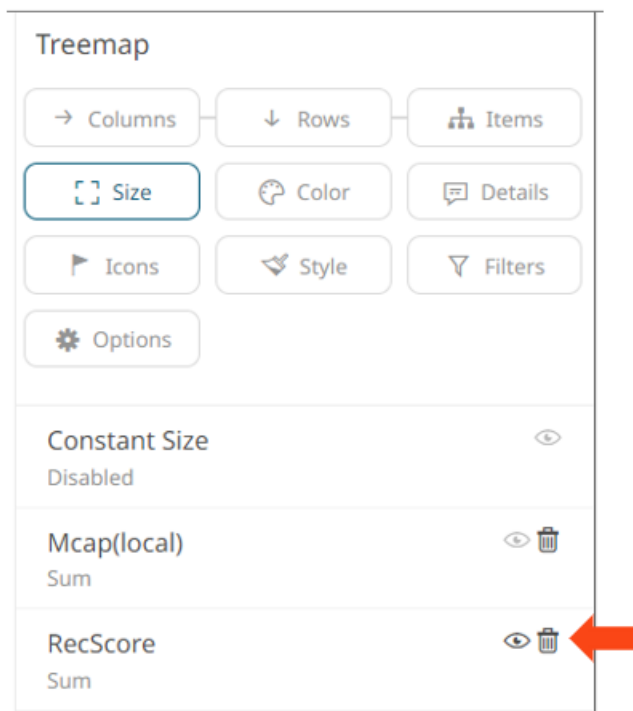 Treemap
Columns Rows Items
Size Color Details
Icons Style Filters
Options
Constant Size
Disabled
Mcap(local)
Sum
RecScore
Sum